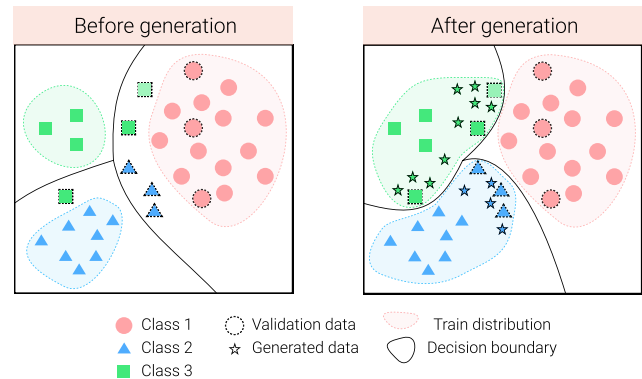 Before generation
After generation
Class 1
Validation data
Train distribution
Class 2
Generated data
Decision boundary
Class 3